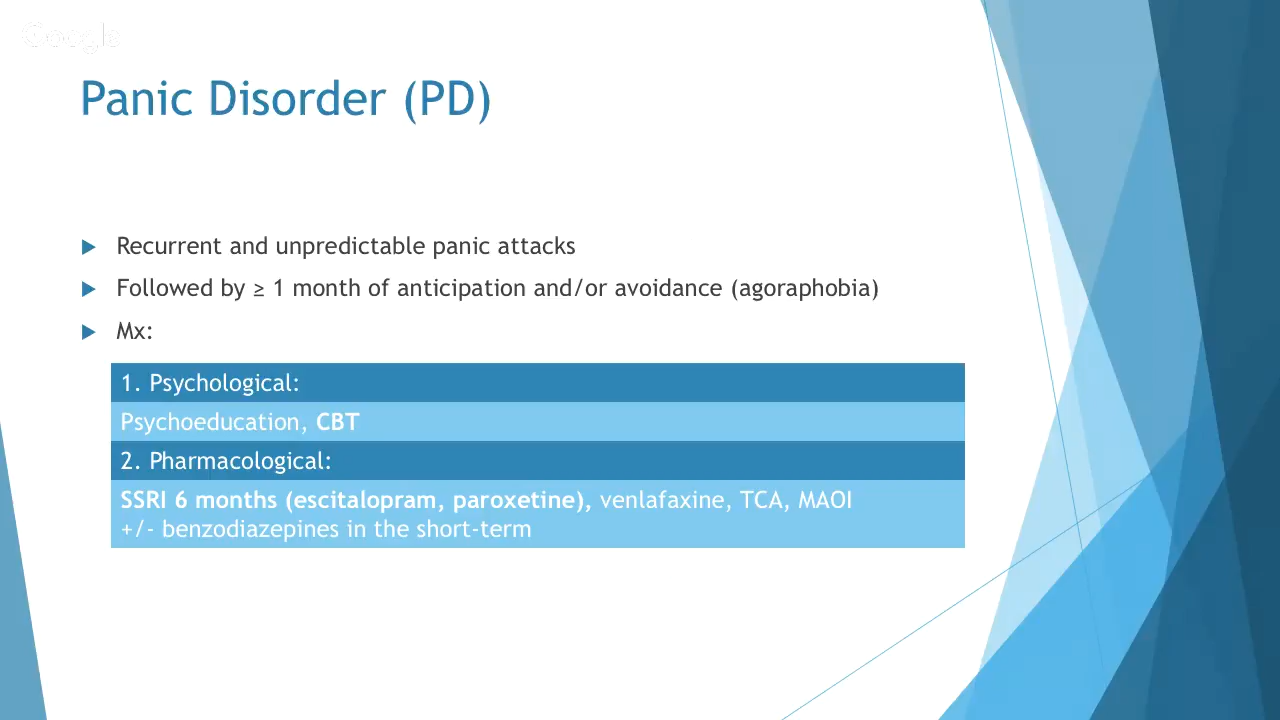 Google
Panic Disorder (PD)
Recurrent and unpredictable panic attacks
Followed by ≥ 1 month of anticipation and/or avoidance (agoraphobia)
Mx:
1. Psychological:
Psychoeducation, CBT
2. Pharmacological:
SSRI 6 months (escitalopram, paroxetine), venlafaxine, TCA, MAOI
+/- benzodiazepines in the short-term